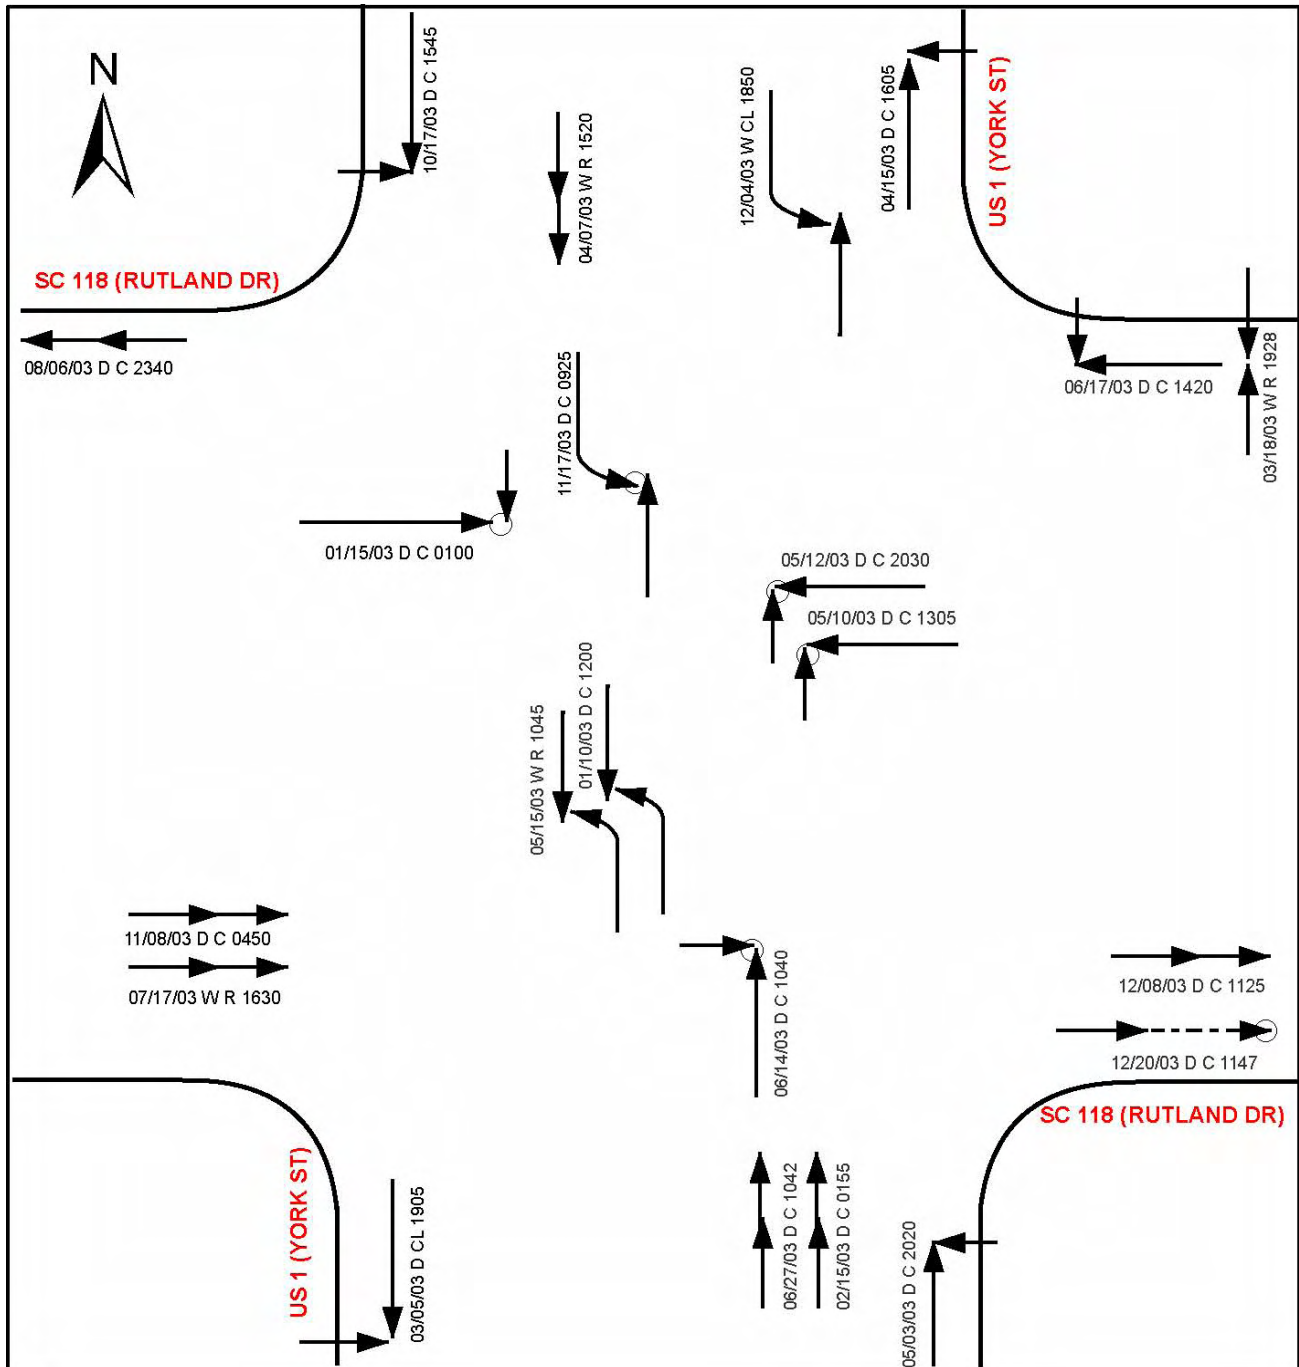 N
10/17/03 D C 1545
04/07/03 W R 1520
12/04/03 W CL 1850
04/15/03 D C 1605
US 1 (YORK ST)
SC 118 (RUTLAND DR)
08/06/03 D C 2340
11/17/03 D C 0925
06/17/03 D C 1420
03/18/03 W R 1928
01/15/03 D C 0100
05/12/03 D C 2030
05/10/03 D C 1305
05/15/03 W R 1045
01/10/03 D C 1200
11/08/03 D C 0450
07/17/03 W R 1630
06/14/03 D C 1040
12/08/03 D C 1125
12/20/03 D C 1147
SC 118 (RUTLAND DR)
US 1 (YORK ST)
03/05/03 D CL 1905
06/27/03 D C 1042
02/15/03 D C 0155
05/03/03 D C 2020